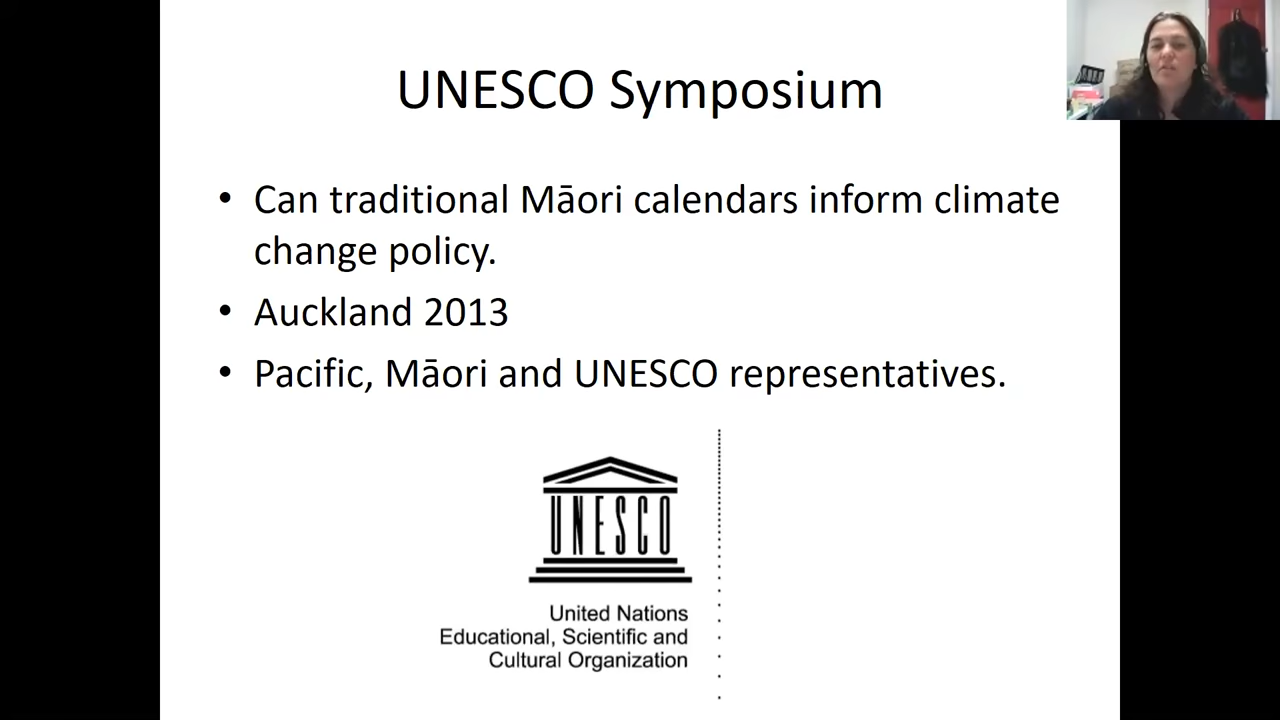 UNESCO Symposium
• Can traditional Māori calendars inform climate
change policy.
• Auckland 2013
• Pacific, Māori and UNESCO representatives.
UNESCO
United Nations
Educational, Scientific and
Cultural Organization